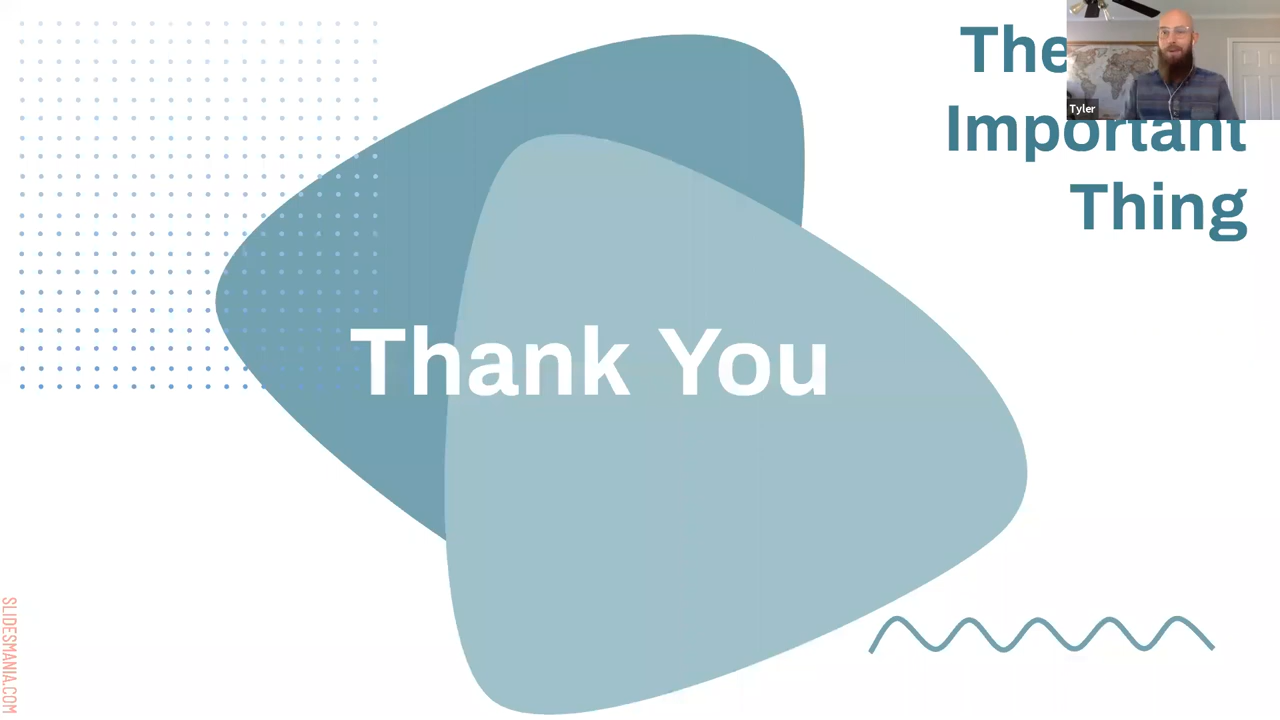 The
Important
Thing
Tyler
Thank You
SLIDESMANIA.COM